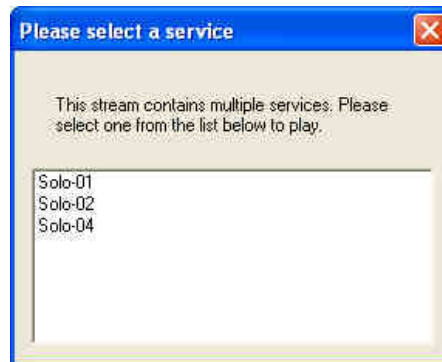 Please select a service
This stream contains multiple services. Please
select one from the list below to play.
Solo-01
Solo-02
Solo-04